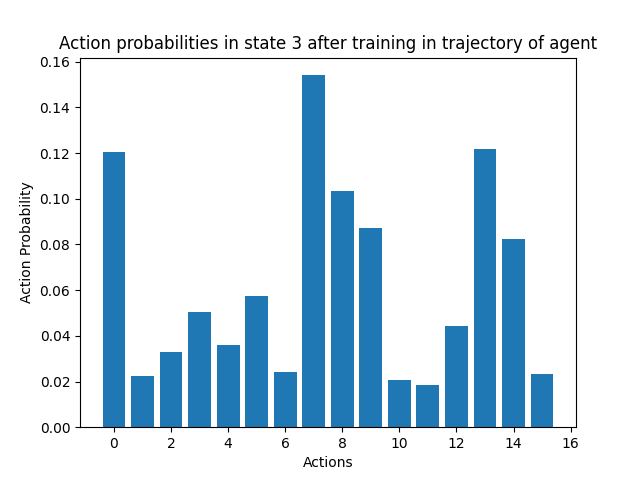 Action probabilities in state 3 after training in trajectory of agent
0.16
0.14
0.12
0.10
0.08
0.06
0.04
0.02
0.00
Action Probability
0 2 4 6 8 10 12 14 16
Actions